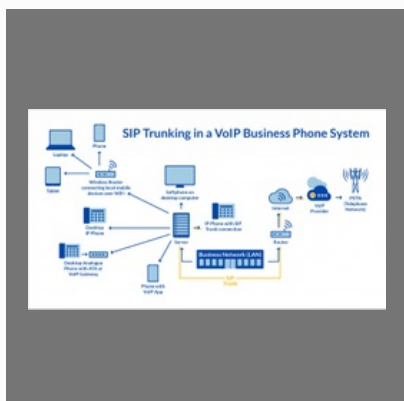 SIP Trunking in a VoIP Business Phone System
Phone
Laptop
Tablet
Wireless Router
connecting local mobile
devices over WiFi
Softphone on
desktop computer
Desktop
IP Phone
Server
IP Phone with SIP
Trunk connection
Internet
VoIP
Provider
PSTN
(Telephone
Network)
Router
Desktop Analogue
Phone with ATA or
VoIP Gateway
Business Network (LAN)
Phone with
VoIP App
SIP
Trunk